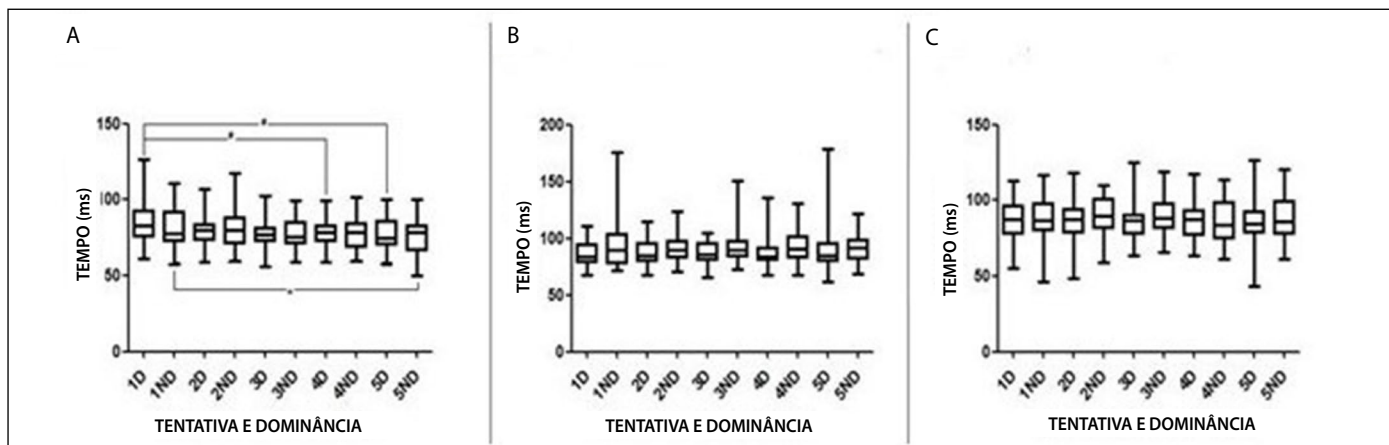 A
TEMPO (ms)
150
100
50
0
#
#
*
1D 1ND 2D 2ND 3D 3ND 4D 4ND 5D 5ND
TENTATIVA E DOMINÂNCIA
B
TEMPO (ms)
200
150
100
50
0
1D 1ND 2D 2ND 3D 3ND 4D 4ND 5D 5ND
TENTATIVA E DOMINÂNCIA
C
TEMPO (ms)
150
100
50
0
1D 1ND 2D 2ND 3D 3ND 4D 4ND 5D 5ND
TENTATIVA E DOMINÂNCIA